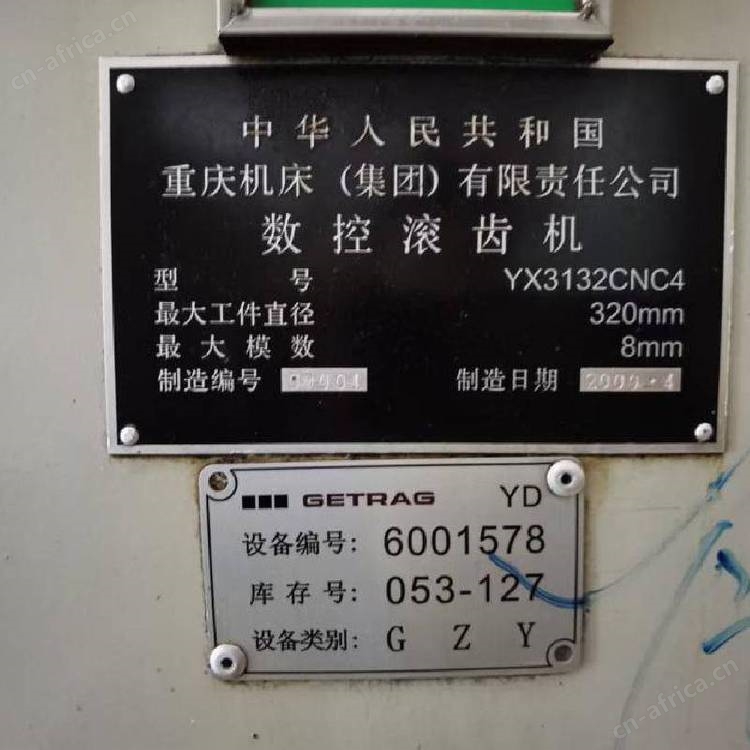 cn-africa.cn
中华人民共和国
重庆机床(集团)有限责任公司
数控滚齿机
型号 YX3132CNC4
最大工件直径 320mm
最大模数 8mm
制造编号 制造日期
GETRAG YD
设备编号: 6001578
库存号: 053-127
设备类别: G Z Y
cn-africa.cn